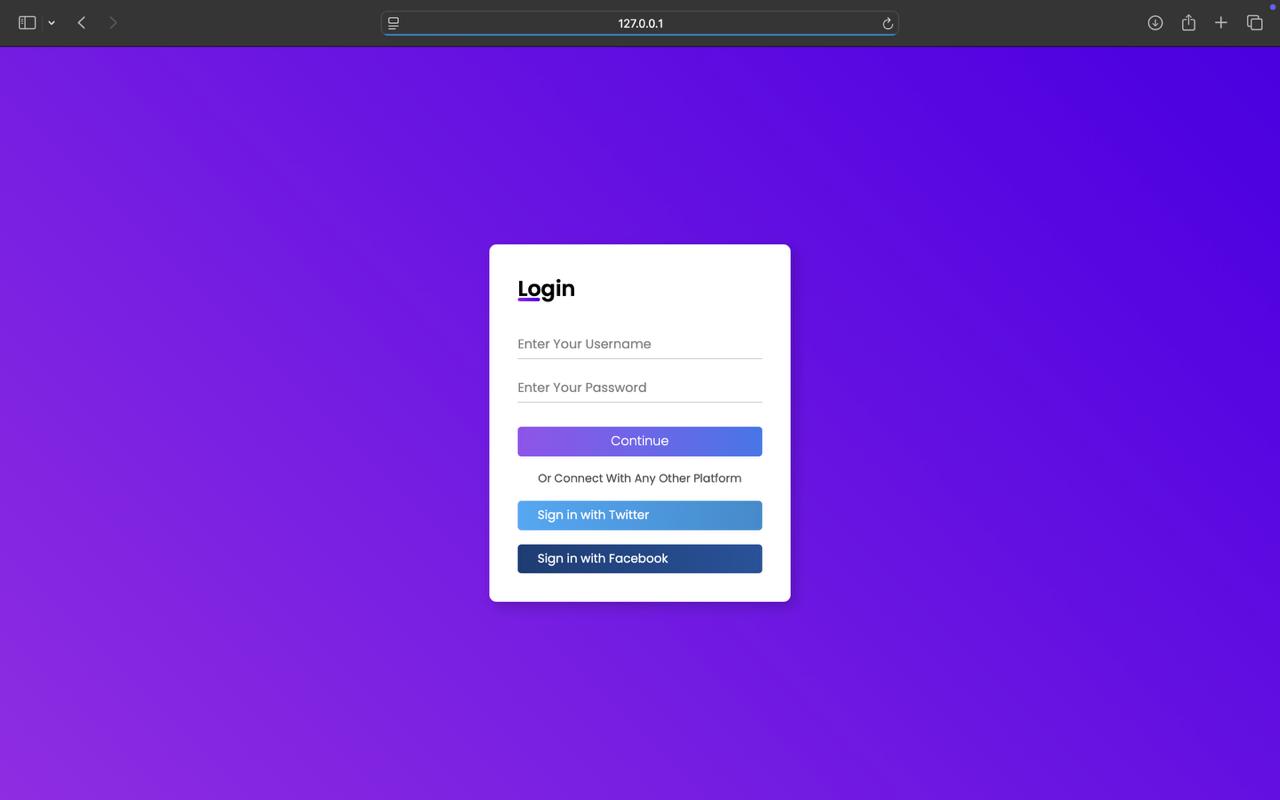 127.0.0.1
Login
Enter Your Username
Enter Your Password
Continue
Or Connect With Any Other Platform
Sign in with Twitter
Sign in with Facebook